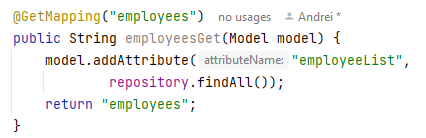 @GetMapping("employees") no usages Andrei *
public String employeesGet(Model model) {
model.addAttribute( attributeName: "employeeList",
repository.findAll());
return "employees";
}